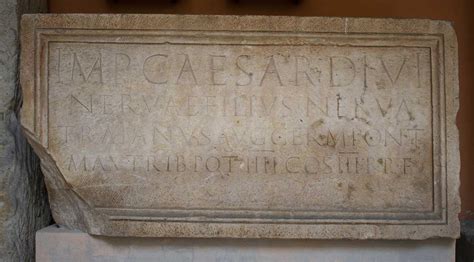 IMP CAESAR DIVI
NERVAE FILIVS NERVA
TRAIANVS AVG GERM PONT
MAX TRIB POT IIII COS III P P